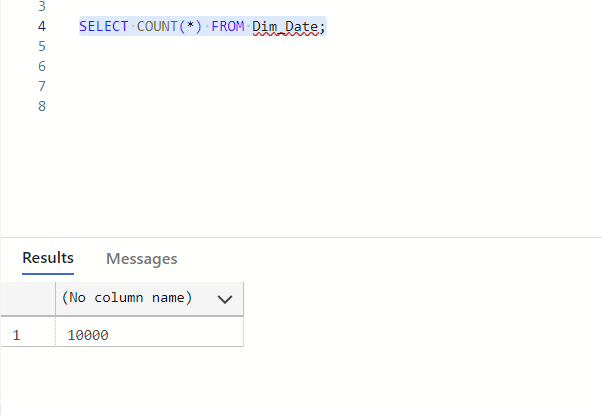 3
4 SELECT COUNT(*) FROM Dim_Date;
5
6
7
8
Results Messages
(No column name)
1 10000